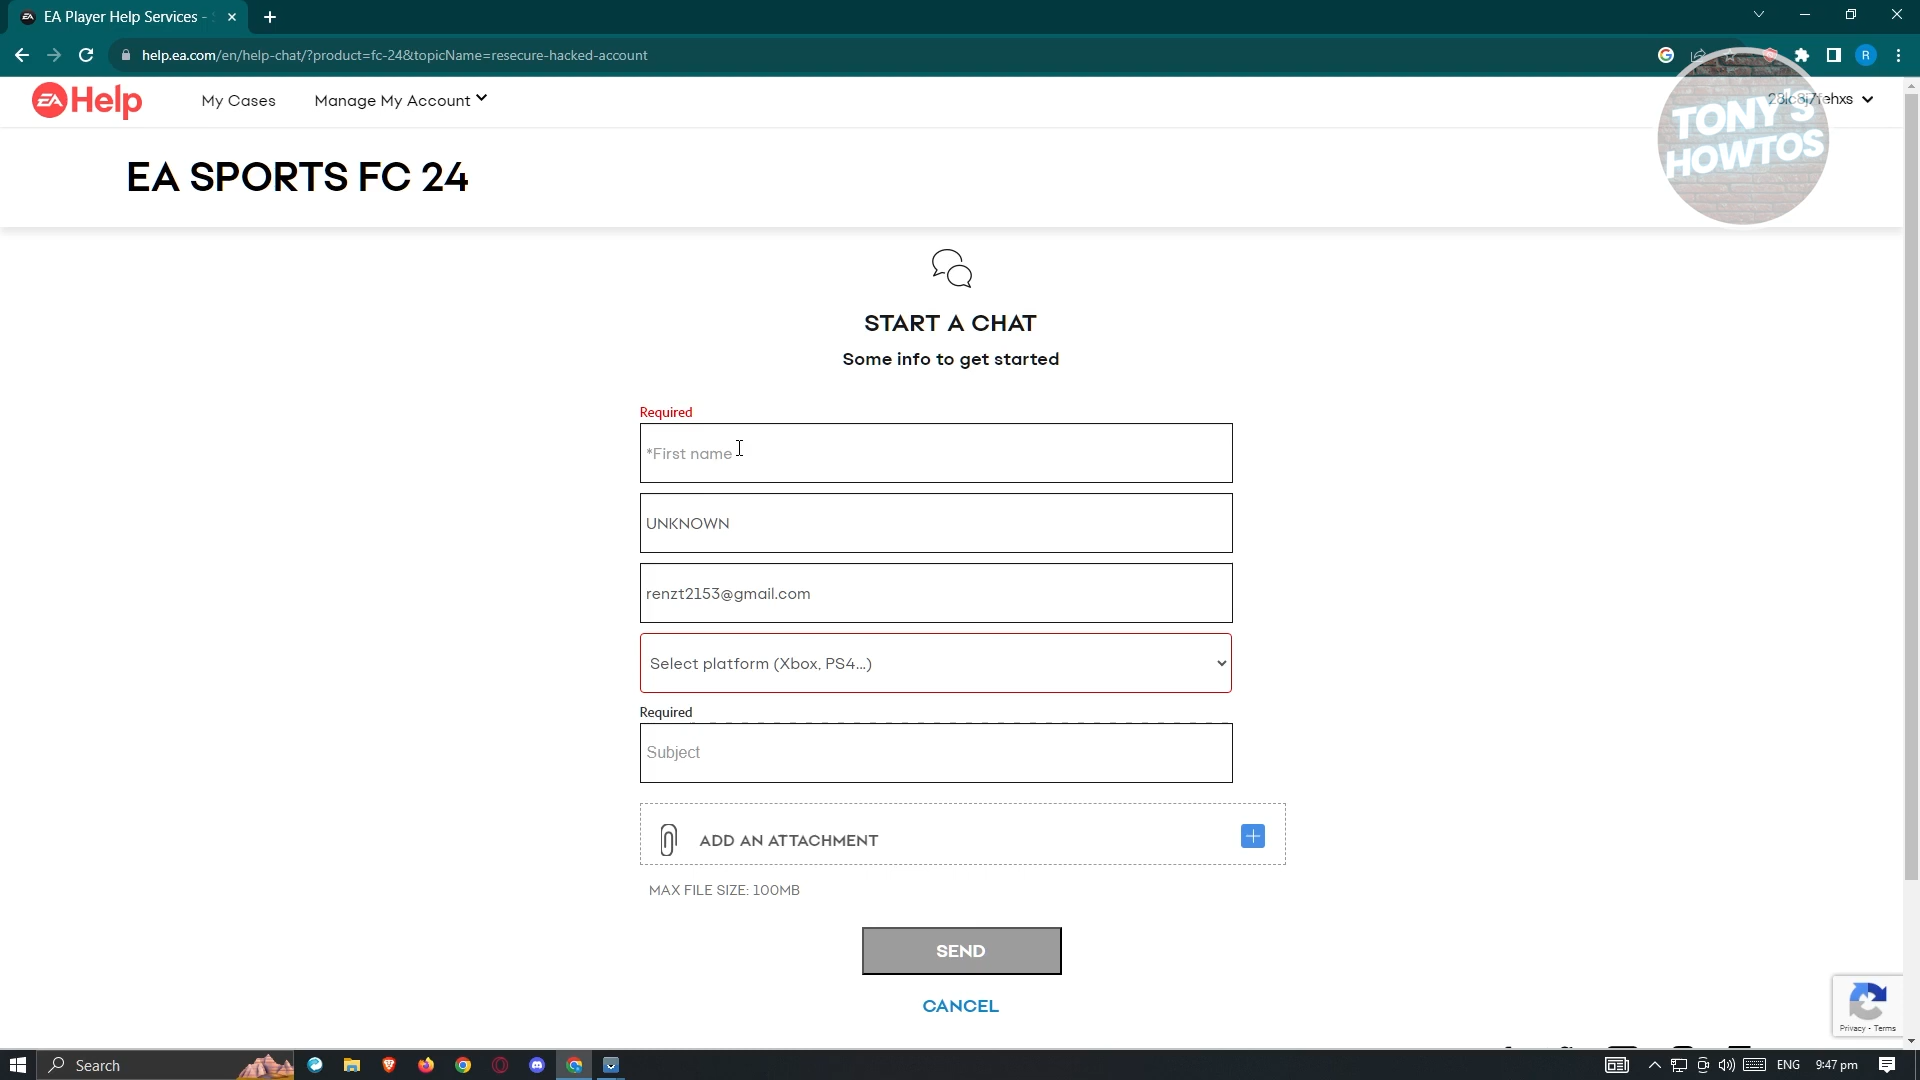 EA Player Help Services -
help.ea.com/en/help-chat/?product=fc-24&topicName=resecure-hacked-account
R
EA Help
My Cases
Manage My Account
TONY'S
HOWTOS
EA SPORTS FC 24
START A CHAT
Some info to get started
Required
*First name
UNKNOWN
renzt2153@gmail.com
Select platform (Xbox, PS4...)
Required
Subject
ADD AN ATTACHMENT
MAX FILE SIZE: 100MB
SEND
CANCEL
Privacy - Terms
Search
ENG
9:47 pm